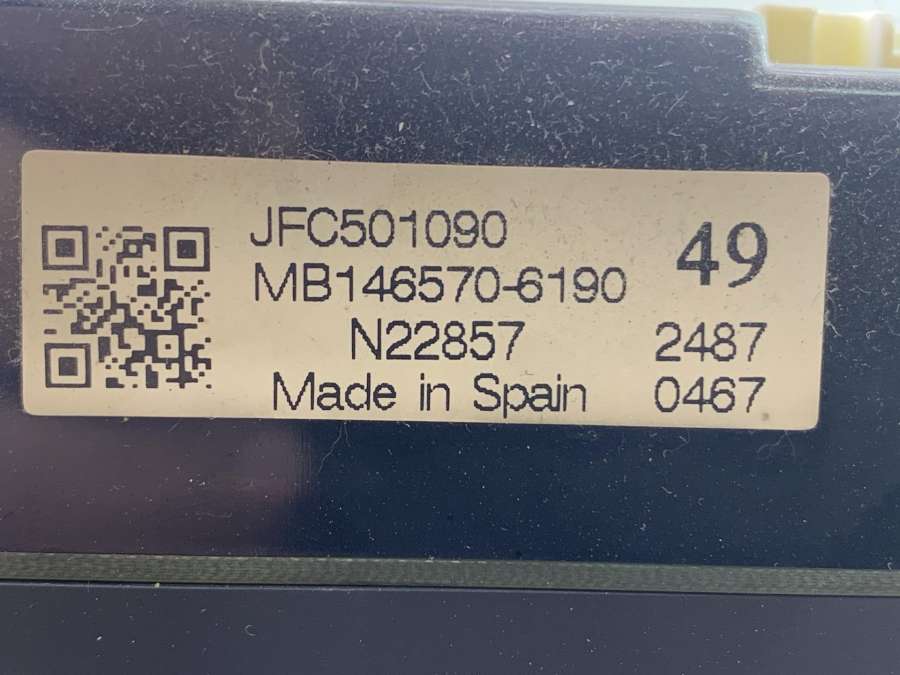 JFC501090
49
MB146570-6190
N22857
2487
Made in Spain
0467